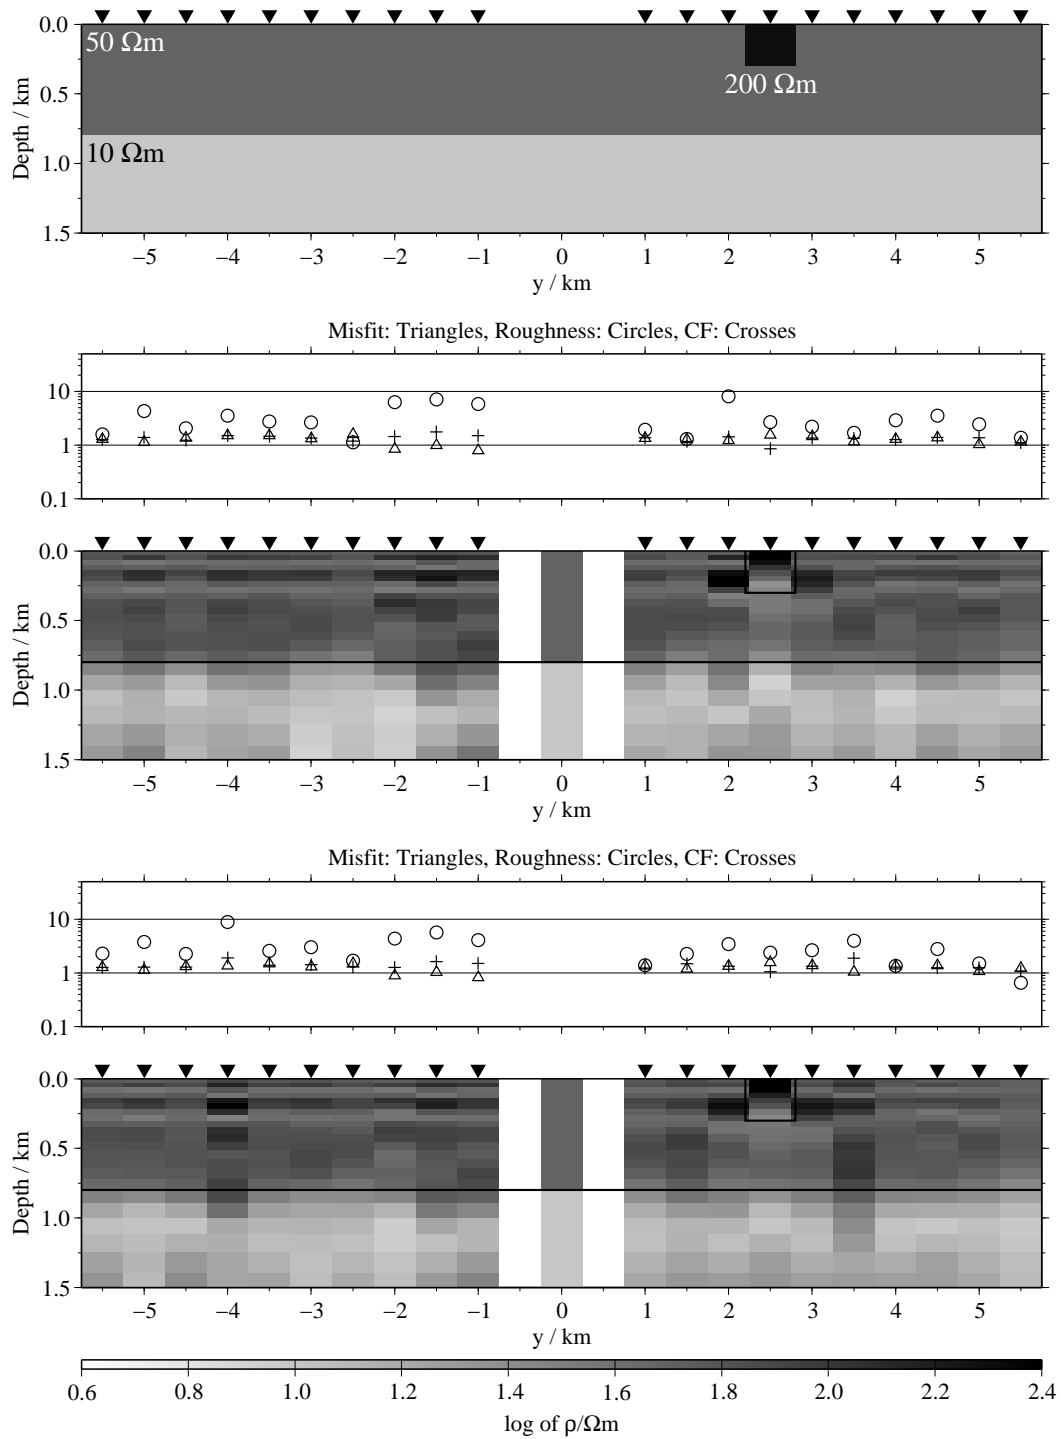 0.0
50 Ωm
200 Ωm
0.5
10 Ωm
1.0
1.5
Depth / km
−5 −4 −3 −2 −1 0 1 2 3 4 5
y / km
Misfit: Triangles, Roughness: Circles, CF: Crosses
10
1
0.1
0.0
0.5
1.0
1.5
Depth / km
−5 −4 −3 −2 −1 0 1 2 3 4 5
y / km
Misfit: Triangles, Roughness: Circles, CF: Crosses
10
1
0.1
0.0
0.5
1.0
1.5
Depth / km
−5 −4 −3 −2 −1 0 1 2 3 4 5
y / km
0.6 0.8 1.0 1.2 1.4 1.6 1.8 2.0 2.2 2.4
log of ρ/Ωm